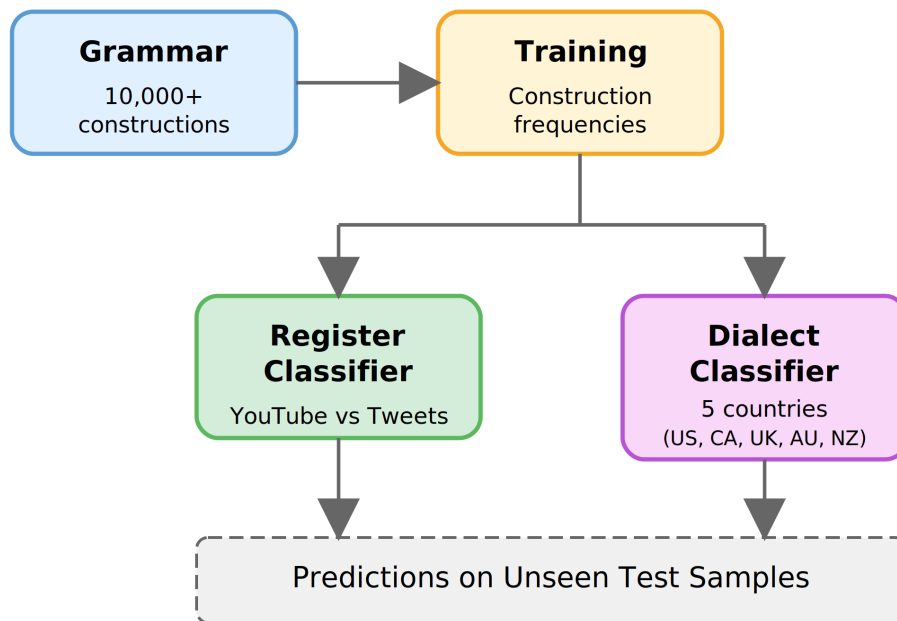 Grammar
10,000+
constructions
Training
Construction
frequencies
Register
Classifier
YouTube vs Tweets
Dialect
Classifier
5 countries
(US, CA, UK, AU, NZ)
Predictions on Unseen Test Samples